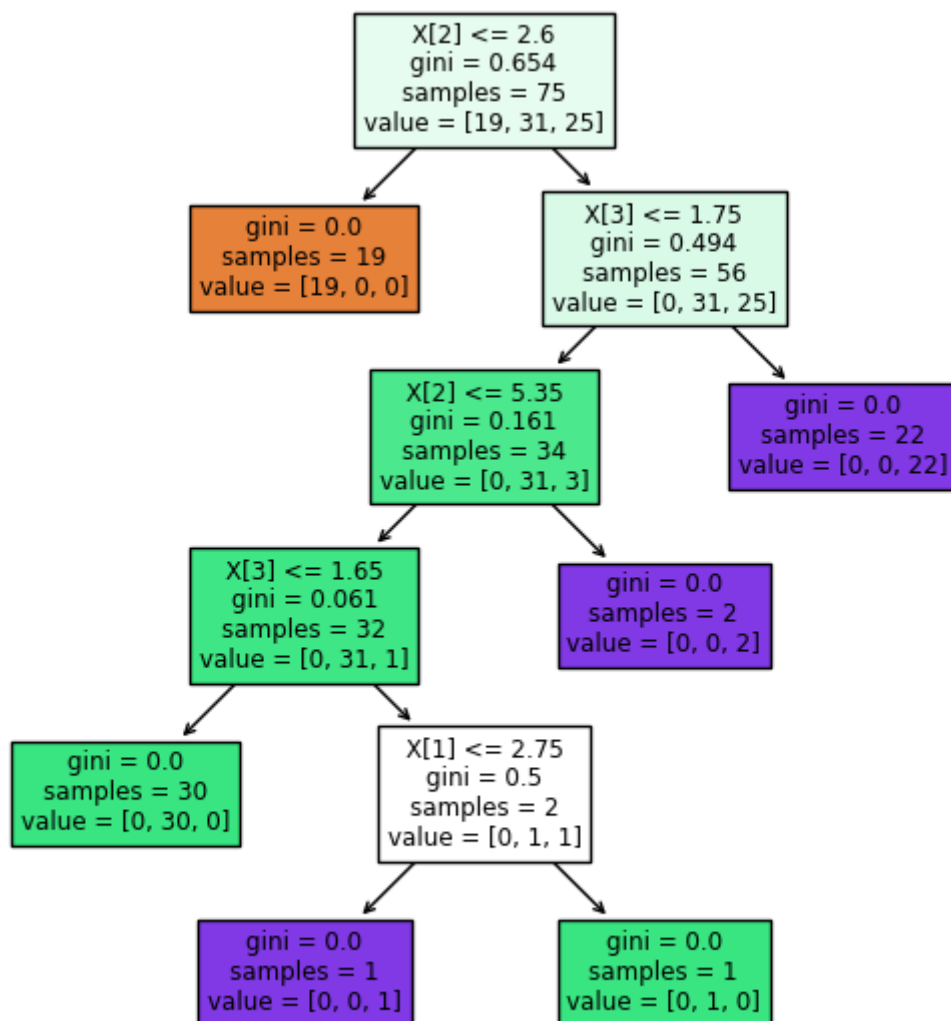 X[2] <= 2.6
gini = 0.654
samples = 75
value = [19, 31, 25]
gini = 0.0
samples = 19
value = [19, 0, 0]
X[3] <= 1.75
gini = 0.494
samples = 56
value = [0, 31, 25]
X[2] <= 5.35
gini = 0.161
samples = 34
value = [0, 31, 3]
gini = 0.0
samples = 22
value = [0, 0, 22]
X[3] <= 1.65
gini = 0.061
samples = 32
value = [0, 31, 1]
gini = 0.0
samples = 2
value = [0, 0, 2]
gini = 0.0
samples = 30
value = [0, 30, 0]
X[1] <= 2.75
gini = 0.5
samples = 2
value = [0, 1, 1]
gini = 0.0
samples = 1
value = [0, 0, 1]
gini = 0.0
samples = 1
value = [0, 1, 0]